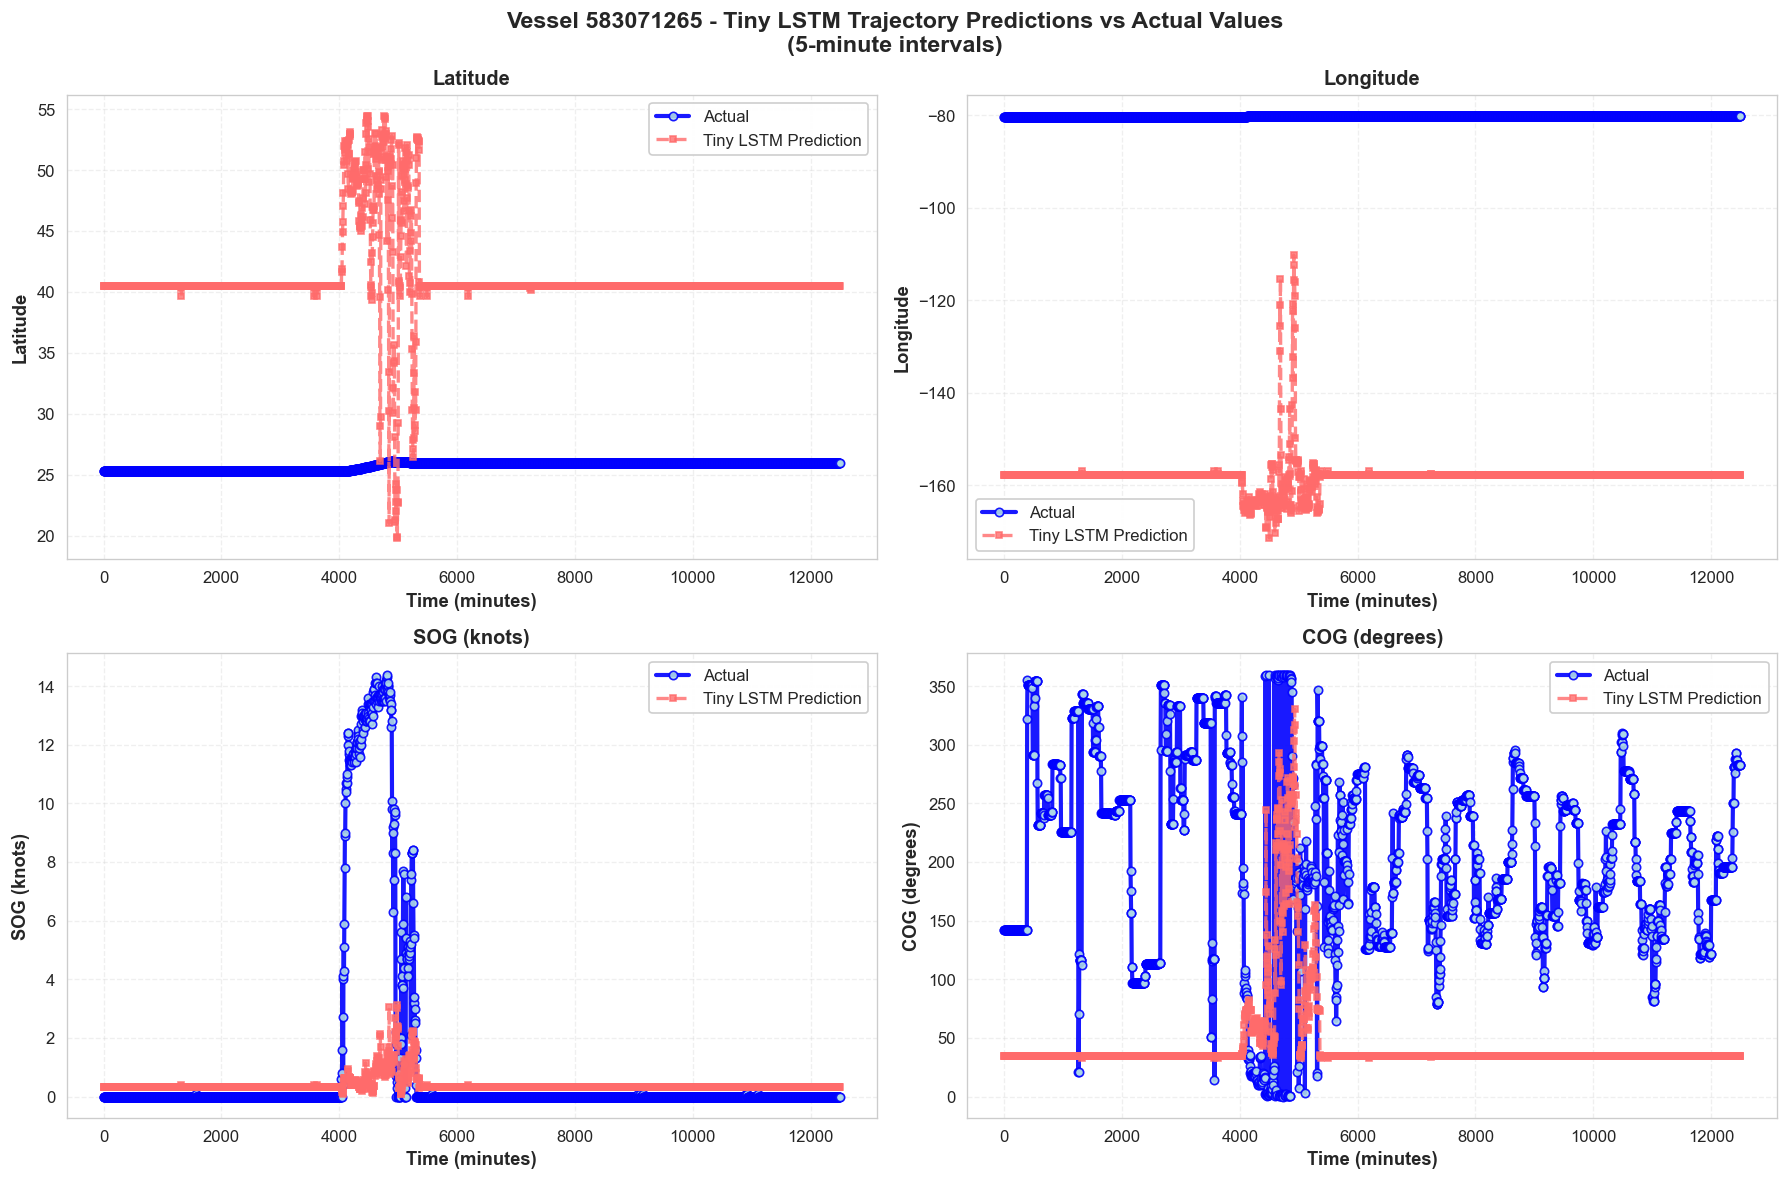 Vessel 583071265 - Tiny LSTM Trajectory Predictions vs Actual Values
(5-minute intervals)
Latitude
Latitude
55
50
45
40
35
30
25
20
Actual
Tiny LSTM Prediction
0 2000 4000 6000 8000 10000 12000
Time (minutes)
Longitude
Longitude
−80
−100
−120
−140
−160
Actual
Tiny LSTM Prediction
0 2000 4000 6000 8000 10000 12000
Time (minutes)
SOG (knots)
SOG (knots)
14
12
10
8
6
4
2
0
Actual
Tiny LSTM Prediction
0 2000 4000 6000 8000 10000 12000
Time (minutes)
COG (degrees)
COG (degrees)
350
300
250
200
150
100
50
0
Actual
Tiny LSTM Prediction
0 2000 4000 6000 8000 10000 12000
Time (minutes)